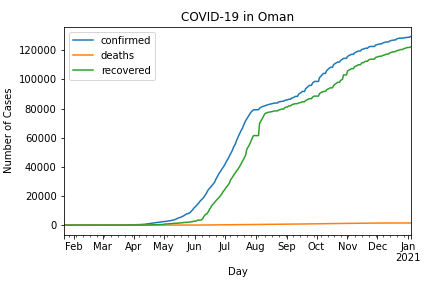 COVID-19 in Oman
confirmed
deaths
recovered
Number of Cases
120000
100000
80000
60000
40000
20000
0
Feb Mar Apr May Jun Jul Aug Sep Oct Nov Dec Jan
2021
Day